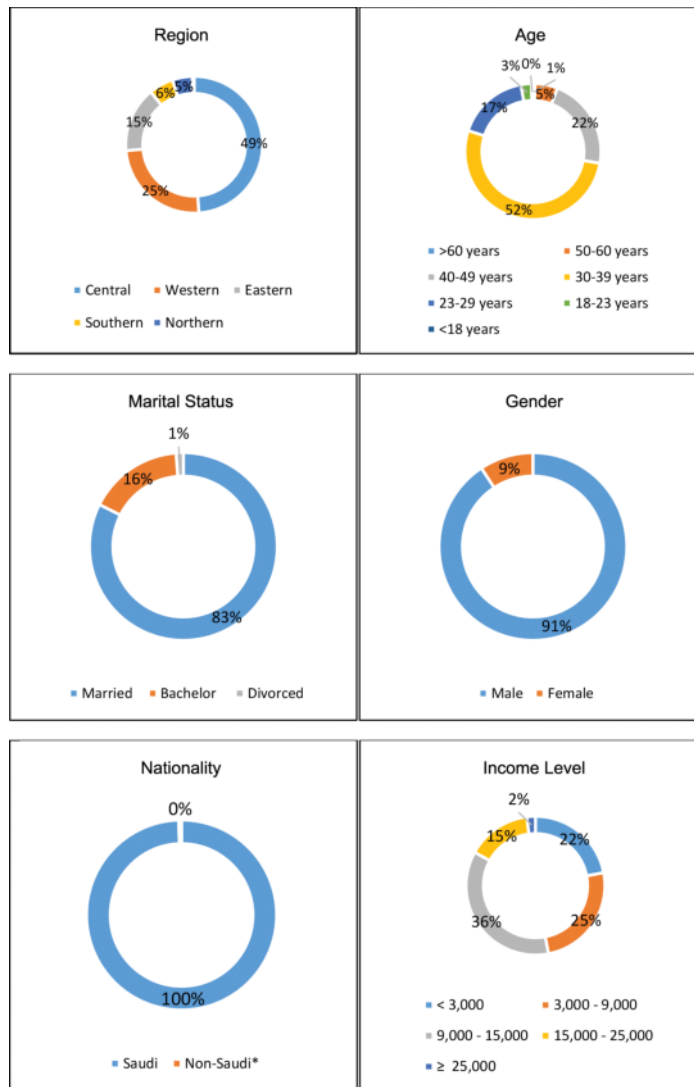 Region
5%
6%
15%
49%
25%
Central Western Eastern
Southern Northern
Age
3% 0% 1%
5%
17%
22%
52%
>60 years 50-60 years
40-49 years 30-39 years
23-29 years 18-23 years
<18 years
Marital Status
1%
16%
83%
Married Bachelor Divorced
Gender
9%
91%
Male Female
Nationality
0%
100%
Saudi Non-Saudi*
Income Level
2%
15% 22%
36% 25%
< 3,000 3,000 - 9,000
9,000 - 15,000 15,000 - 25,000
≥ 25,000